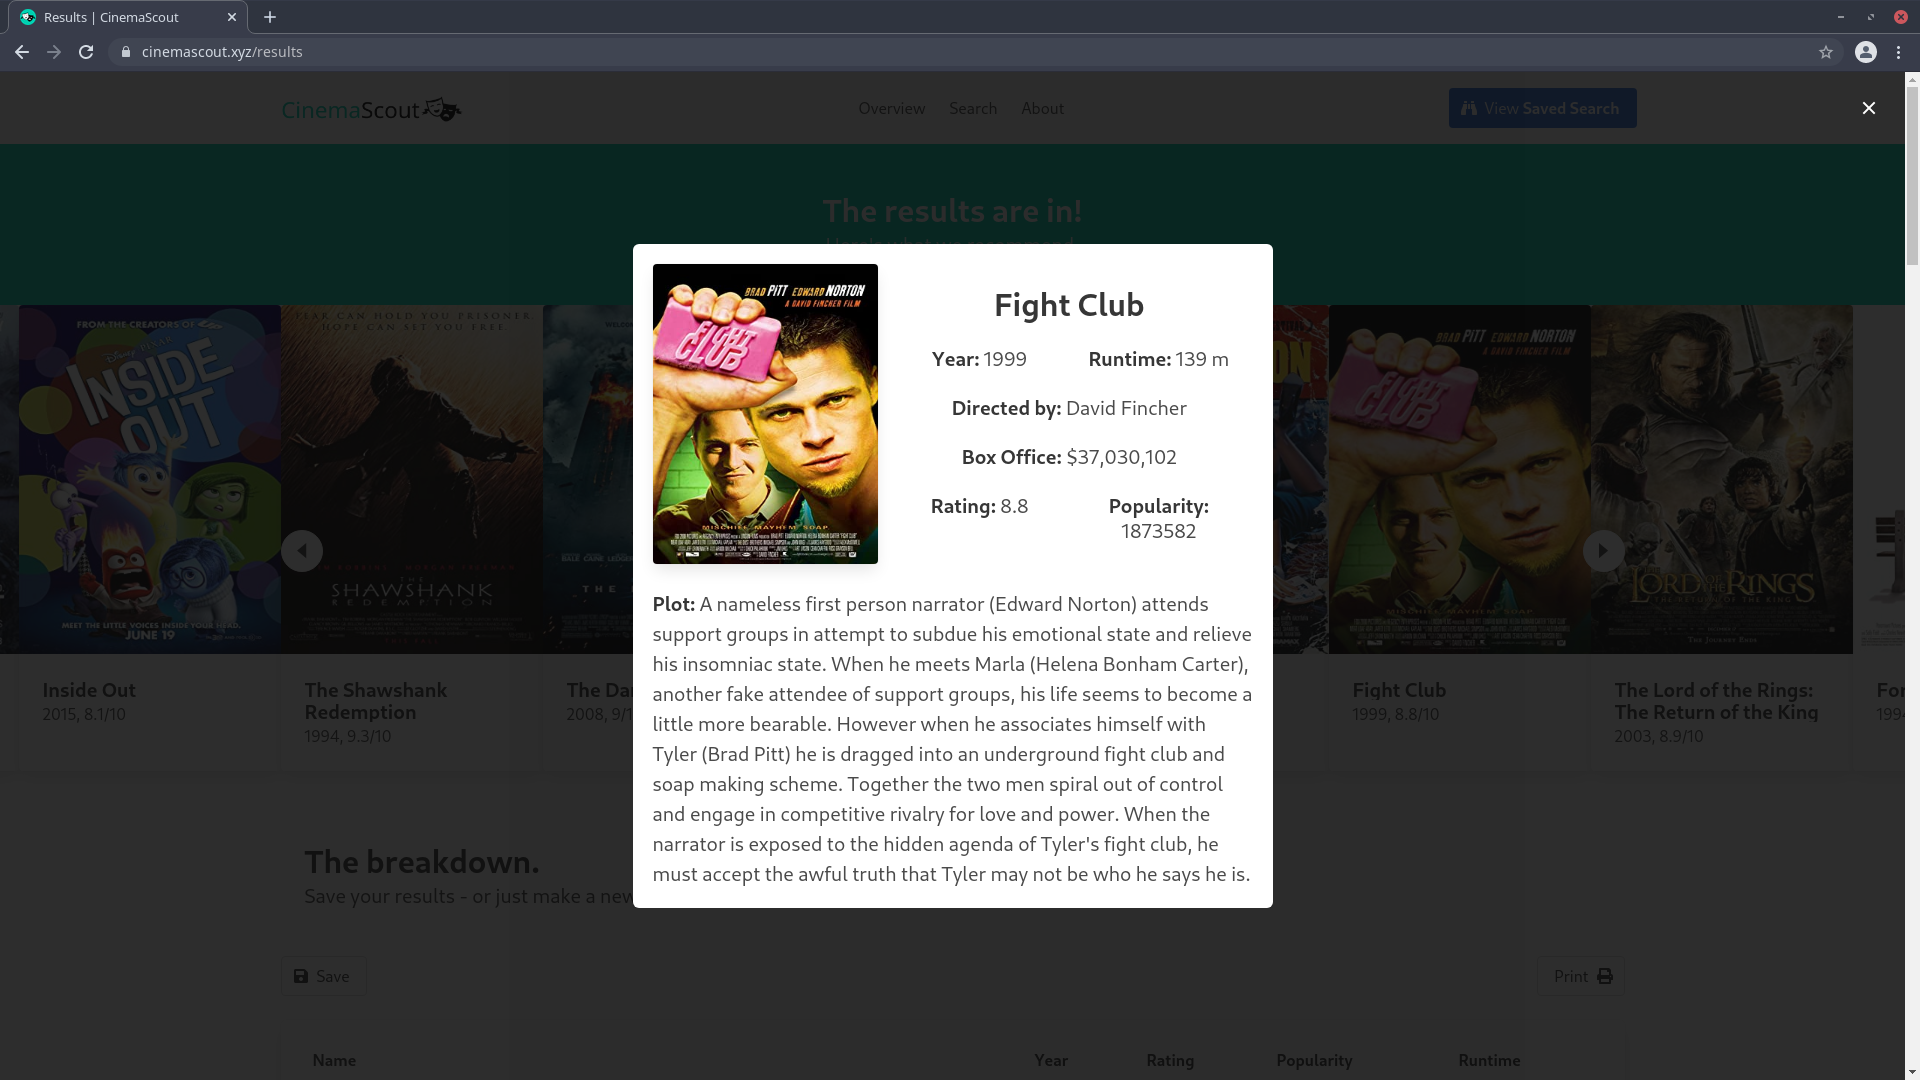 Results | CinemaScout
cinemascout.xyz/results
CinemaScout
Overview
Search
About
View Saved Search
The results are in!
BRAD PITT EDWARD NORTON
A DAVID FINCHER FILM
FIGHT CLUB
MISCHIEF. MAYHEM. SOAP.
Fight Club
Year: 1999
Runtime: 139 m
Directed by: David Fincher
Box Office: $37,030,102
Rating: 8.8
Popularity:
1873582
Plot: A nameless first person narrator (Edward Norton) attends
support groups in attempt to subdue his emotional state and relieve
his insomniac state. When he meets Marla (Helena Bonham Carter),
another fake attendee of support groups, his life seems to become a
little more bearable. However when he associates himself with
Tyler (Brad Pitt) he is dragged into an underground fight club and
soap making scheme. Together the two men spiral out of control
and engage in competitive rivalry for love and power. When the
narrator is exposed to the hidden agenda of Tyler's fight club, he
must accept the awful truth that Tyler may not be who he says he is.
FROM THE CREATORS OF UP
Disney PIXAR
INSIDE
OUT
MEET THE LITTLE VOICES INSIDE YOUR HEAD.
JUNE 19
FEAR CAN HOLD YOU PRISONER
HOPE CAN SET YOU FREE
THE
SHAWSHANK
REDEMPTION
BRAD PITT EDWARD NORTON
A DAVID FINCHER FILM
FIGHT CLUB
THE LORD OF THE RINGS
THE RETURN OF THE KING
The Journey Ends
Inside Out
2015, 8.1/10
The Shawshank
Redemption
1994, 9.3/10
The Da
2008, 9/1
Fight Club
1999, 8.8/10
The Lord of the Rings:
The Return of the King
2003, 8.9/10
For
1994
The breakdown.
Save your results - or just make a new
Save
Print
Name
Year
Rating
Popularity
Runtime